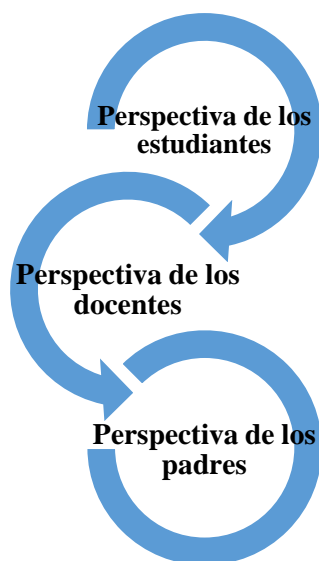 Perspectiva de los
estudiantes
Perspectiva de los
docentes
Perspectiva de los
padres